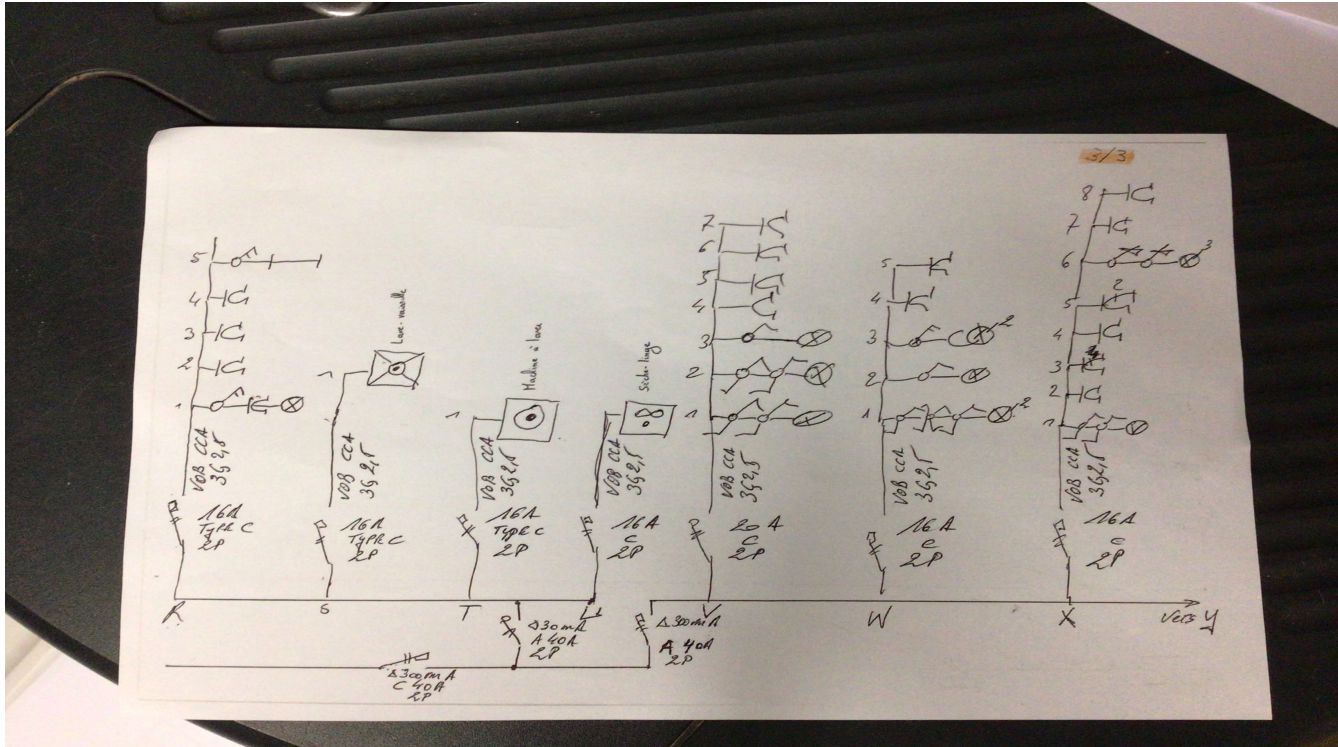 3/3
5
4
3
2
1
VOB CCA
3G2,5
16A
TYPE C
2P
R
Lave-vaisselle
1
VOB CCA
3G2,5
16A
TYPE C
2P
S
Machine à laver
1
VOB CCA
3G2,5
16A
TYPE C
2P
T
Sèche-linge
VOB CCA
3G2,5
16A
C
2P
7
6
5
4
3
2
1
VOB CCA
3G2,5
20A
C
2P
V
5
4
3
2
2
1
2
VOB CCA
3G2,5
16A
C
2P
W
8
7
6
3
5
2
4
3
2
1
VOB CCA
3G2,5
16A
C
2P
X
Vers Y
Δ30mA
A 40A
2P
Δ300mA
A 40A
2P
Δ300mA
C 40A
2P